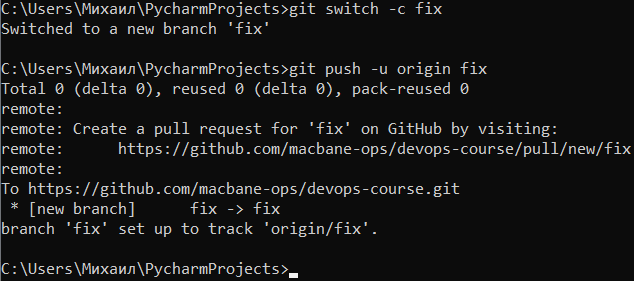 C:\Users\Михаил\PycharmProjects>git switch -c fix
Switched to a new branch 'fix'
C:\Users\Михаил\PycharmProjects>git push -u origin fix
Total 0 (delta 0), reused 0 (delta 0), pack-reused 0
remote:
remote: Create a pull request for 'fix' on GitHub by visiting:
remote:      https://github.com/macbane-ops/devops-course/pull/new/fix
remote:
To https://github.com/macbane-ops/devops-course.git
 * [new branch]      fix -> fix
branch 'fix' set up to track 'origin/fix'.
C:\Users\Михаил\PycharmProjects>